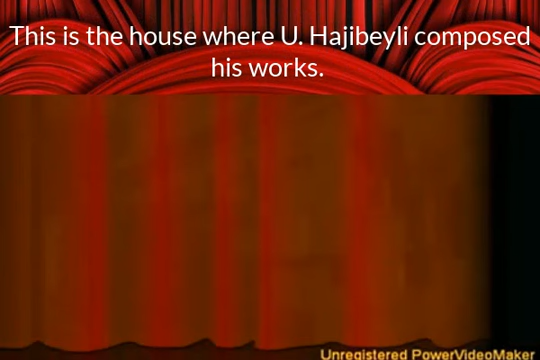 This is the house where U. Hajibeyli composed
his works.
Unregistered PowerVideoMaker